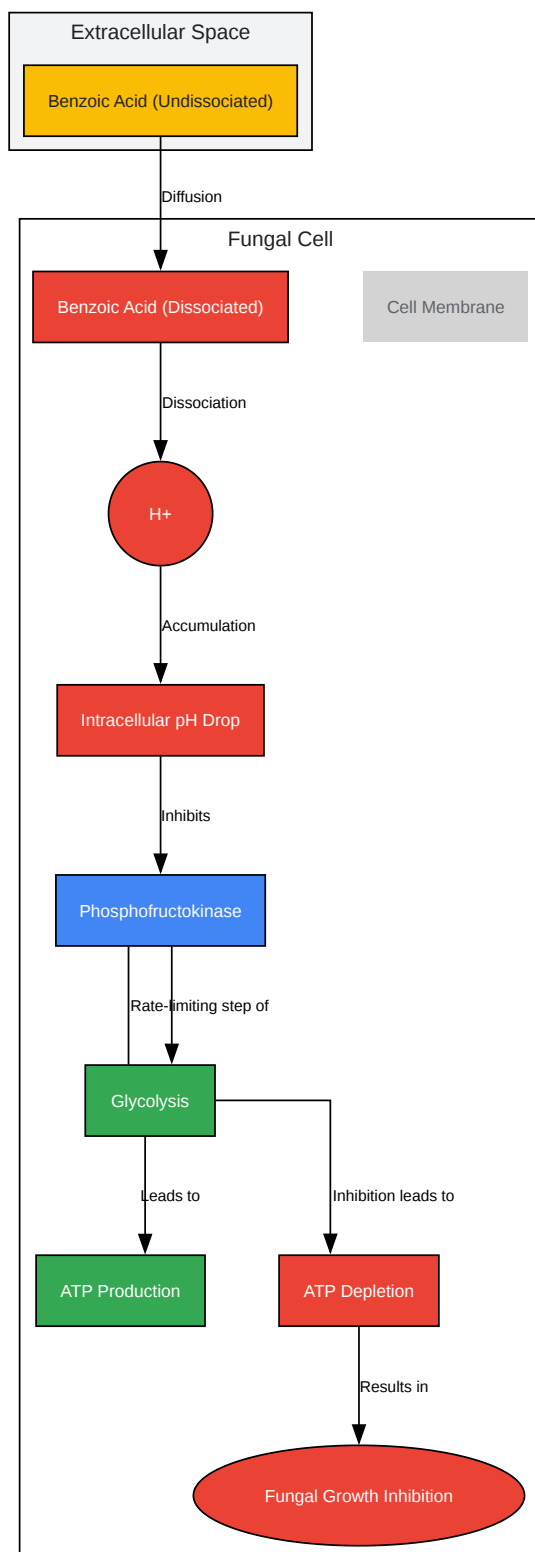 Extracellular Space
Benzoic Acid (Undissociated)
Diffusion
Fungal Cell
Benzoic Acid (Dissociated)
Cell Membrane
Dissociation
H+
Accumulation
Intracellular pH Drop
Inhibits
Phosphofructokinase
Rate-limiting step of
Glycolysis
Leads to
Inhibition leads to
ATP Production
ATP Depletion
Results in
Fungal Growth Inhibition